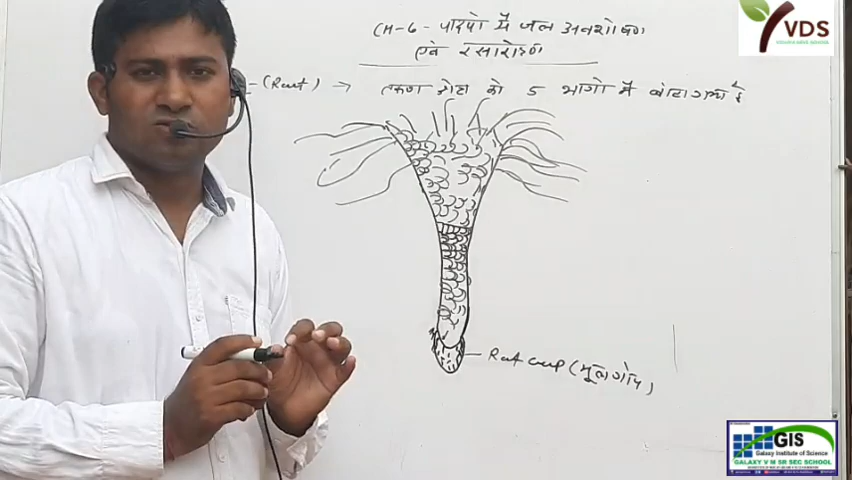 CH-6- पादपो में जल अवशोषण
एवं रसारोहण
(Root) → तरुण रोहो को 5 भागो में बांटा गया है
Root cap (मूलगोप)
VDS
GIS
Galaxy Institute of Science
GALAXY V M SR SEC SCHOOL